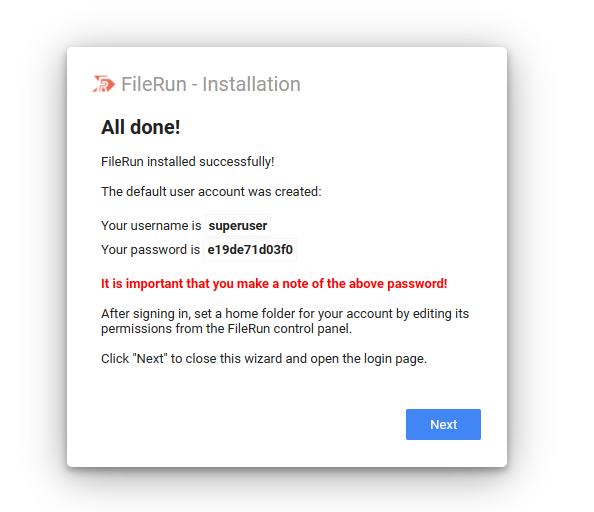 FileRun - Installation
All done!
FileRun installed successfully!
The default user account was created:
Your username is superuser
Your password is e19de71d03f0
It is important that you make a note of the above password!
After signing in, set a home folder for your account by editing its
permissions from the FileRun control panel.
Click "Next" to close this wizard and open the login page.
Next